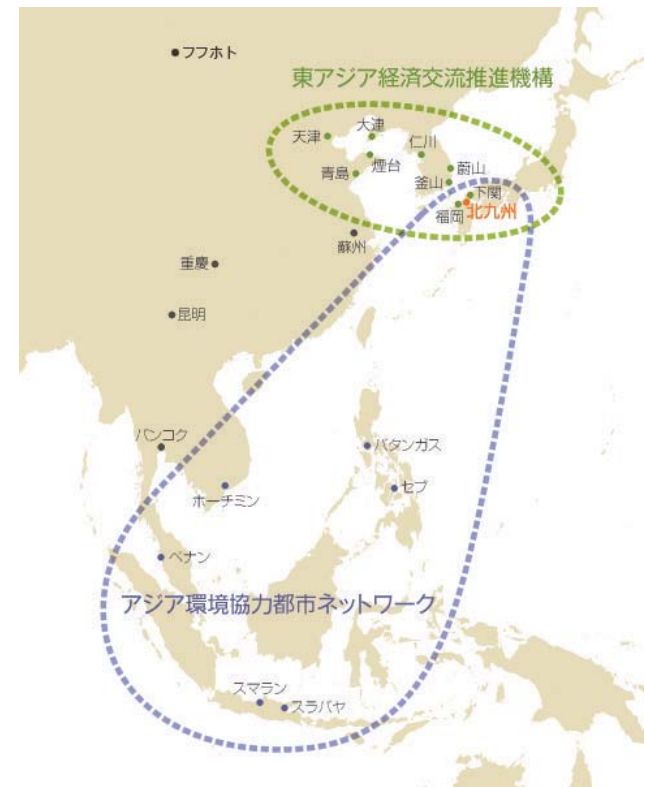 フフホト
東アジア経済交流推進機構
天津
大津
仁川
煙台
蔚山
青島
釜山
下関
福岡
北九州
蘇州
重慶
昆明
バンコク
バタンガス
ホーチミン
セブ
ペナン
アジア環境協力都市ネットワーク
スマラン
スラバヤ